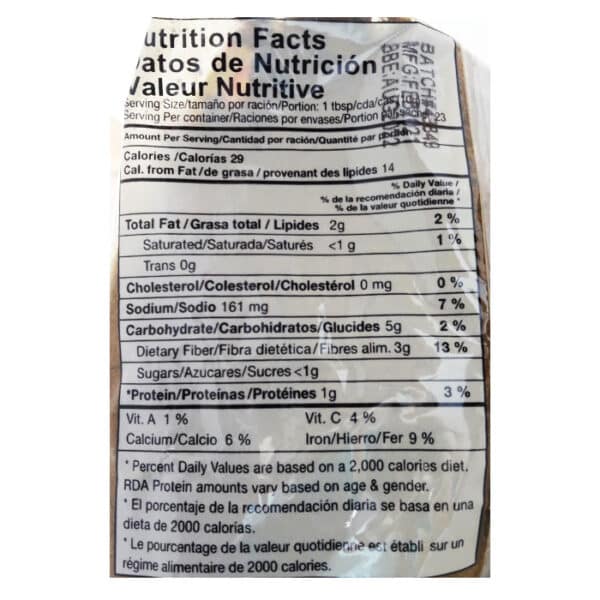 utrition Facts
atos de Nutrición
Valeur Nutritive
Serving Size/tamaño por ración/Portion: 1 tbsp/cda/
Serving Per container/Raciones por envases/Portion 23
Amount Per Serving/Cantidad por ración/Quantité par portion
Calories /Calorías 29
Cal. from Fat/de grasa/ provenant des lipides 14
% Daily Value /
% de la recomendación diaria /
% de la valeur quotidienne *
Total Fat/Grasa total / Lipides 2g 2 %
Saturated/Saturada/Saturés <1 g 1 %
Trans 0g
Cholesterol/Colesterol/Cholestérol 0 mg 0 %
Sodium/Sodio 161 mg 7 %
Carbohydrate/Carbohidratos/Glucides 5g 2 %
Dietary Fiber/Fibra dietética/Fibres alim. 3g 13 %
Sugars/Azucares/Sucres <1g
*Protein/Proteinas/Protéines 1g 3 %
Vit. A 1 % Vit. C 4 %
Calcium/Calcio 6 % Iron/Hierro/Fer 9 %
* Percent Daily Values are based on a 2,000 calories diet.
RDA Protein amounts vary based on age & gender.
* El porcentaje de la recomendación diaria se basa en una
dieta de 2000 calorías.
* Le pourcentage de la valeur quotidienne est établi sur un
régime alimentaire de 2000 calories.